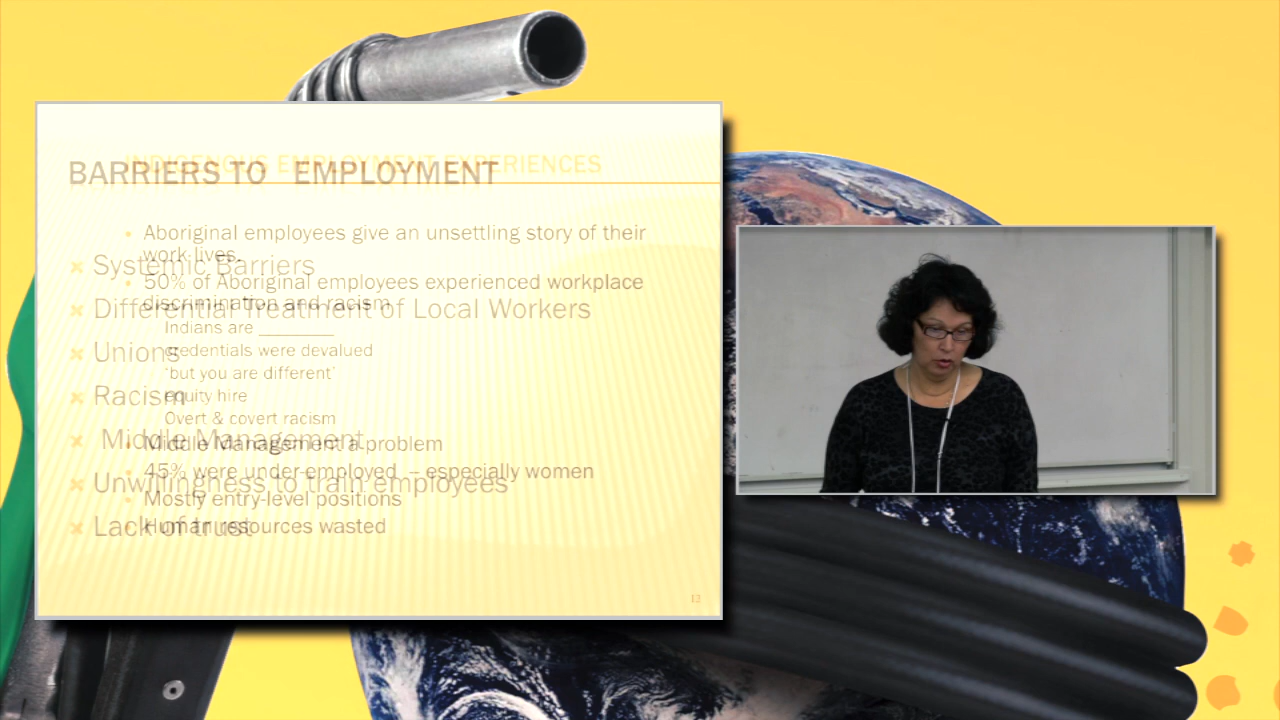 INDIGENOUS EMPLOYMENT EXPERIENCES
Aboriginal employees give an unsettling story of their
work lives.
50% of Aboriginal employees experienced workplace
discrimination and racism
Indians are _________
credentials were devalued
‘but you are different’
equity hire
Overt & covert racism
Middle Management a problem
45% were under-employed – especially women
Mostly entry-level positions
Human resources wasted
BARRIERS TO EMPLOYMENT
Systemic Barriers
Differential Treatment of Local Workers
Unions
Racism
Middle Management
Unwillingness to train employees
Lack of trust